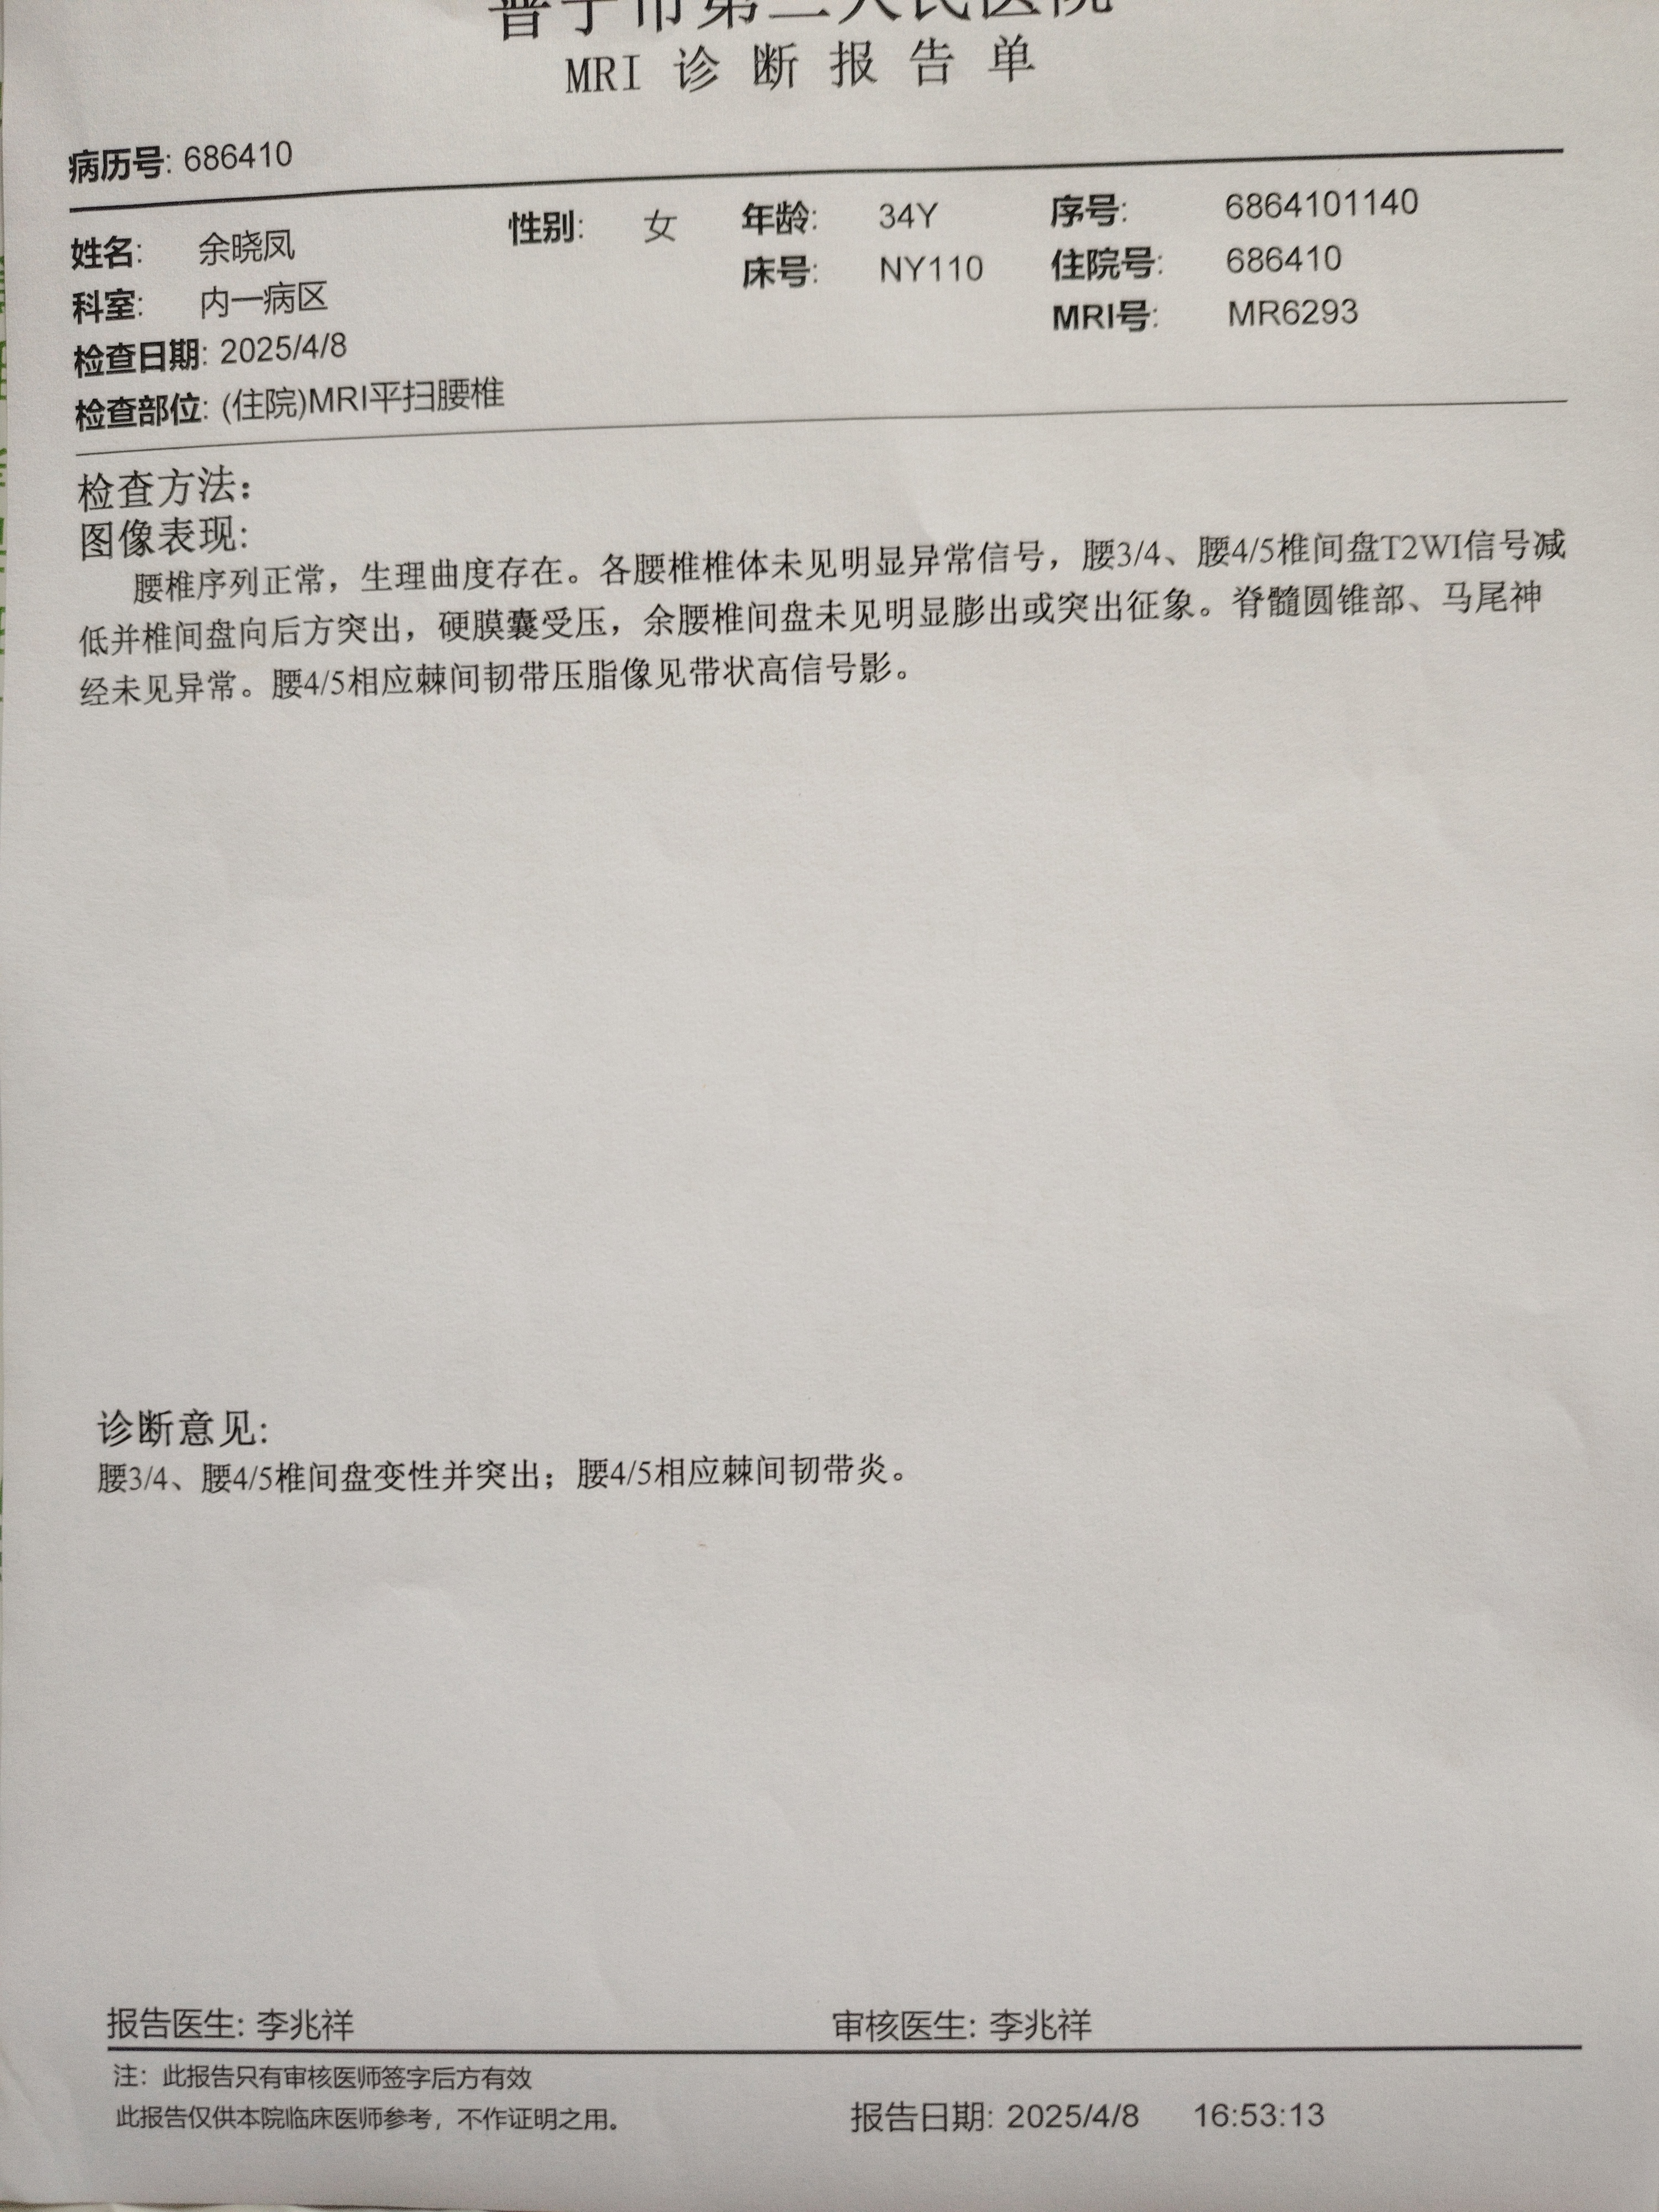 普宁市第二人民医院
MRI 诊 断 报 告 单
病历号: 686410
姓名: 余晓凤 性别: 女 年龄: 34Y 序号: 6864101140
科室: 内一病区 床号: NY110 住院号: 686410
检查日期: 2025/4/8 MRI号: MR6293
检查部位: (住院)MRI平扫腰椎
检查方法:
图像表现:
腰椎序列正常，生理曲度存在。各腰椎椎体未见明显异常信号，腰3/4、腰4/5椎间盘T2WI信号减
低并椎间盘向后方突出，硬膜囊受压，余腰椎间盘未见明显膨出或突出征象。脊髓圆锥部、马尾神
经未见异常。腰4/5相应棘间韧带压脂像见带状高信号影。
诊断意见:
腰3/4、腰4/5椎间盘变性并突出；腰4/5相应棘间韧带炎。
报告医生: 李兆祥 审核医生: 李兆祥
注：此报告只有审核医师签字后方有效
此报告仅供本院临床医师参考，不作证明之用。 报告日期: 2025/4/8 16:53:13